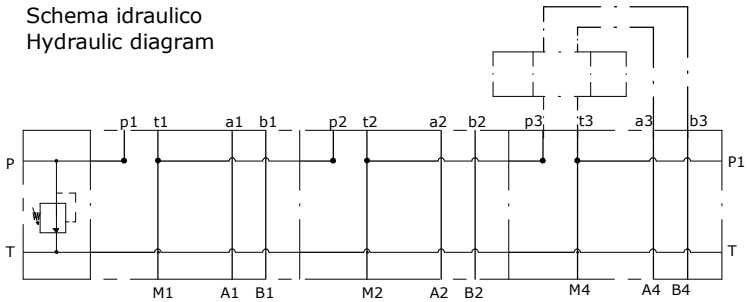 Schema idraulico
Hydraulic diagram
p1 t1 a1 b1 p2 t2 a2 b2 p3 t3 a3 b3
P P1
T T
M1 A1 B1 M2 A2 B2 M4 A4 B4